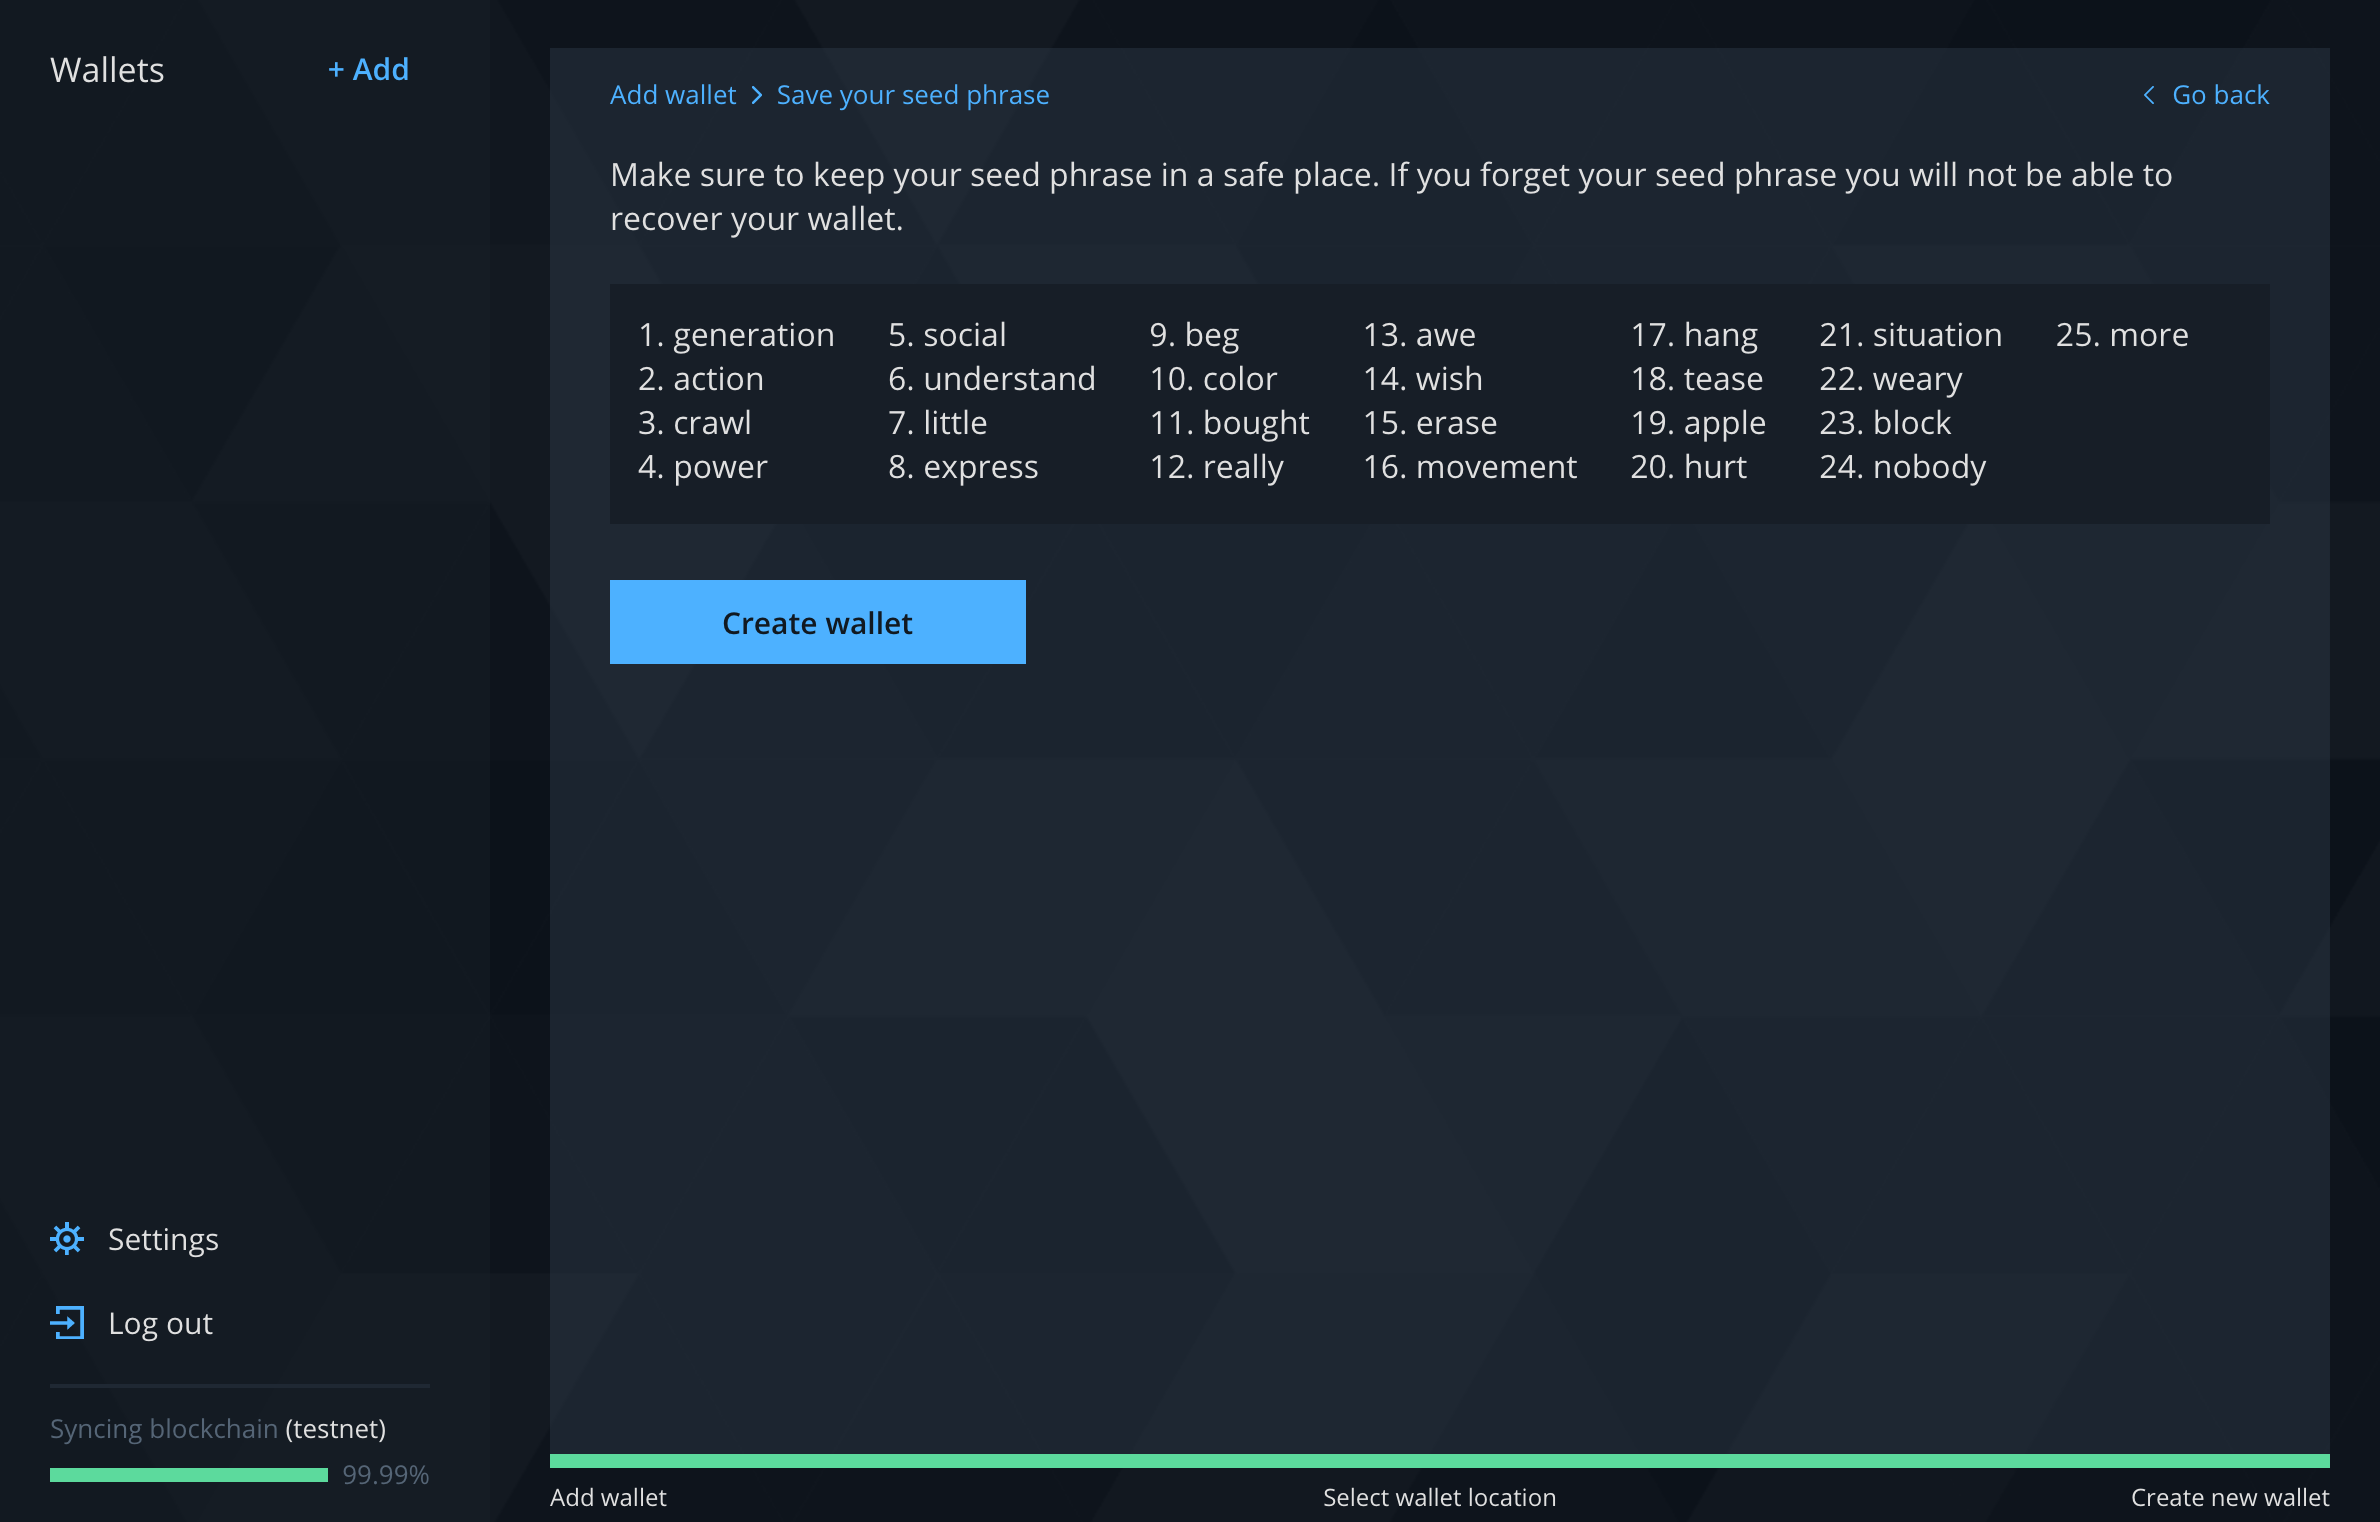 Wallets
+ Add
Add wallet > Save your seed phrase
< Go back
Make sure to keep your seed phrase in a safe place. If you forget your seed phrase you will not be able to
recover your wallet.
1. generation
2. action
3. crawl
4. power
5. social
6. understand
7. little
8. express
9. beg
10. color
11. bought
12. really
13. awe
14. wish
15. erase
16. movement
17. hang
18. tease
19. apple
20. hurt
21. situation
22. weary
23. block
24. nobody
25. more
Create wallet
Settings
Log out
Syncing blockchain (testnet)
99.99%
Add wallet
Select wallet location
Create new wallet